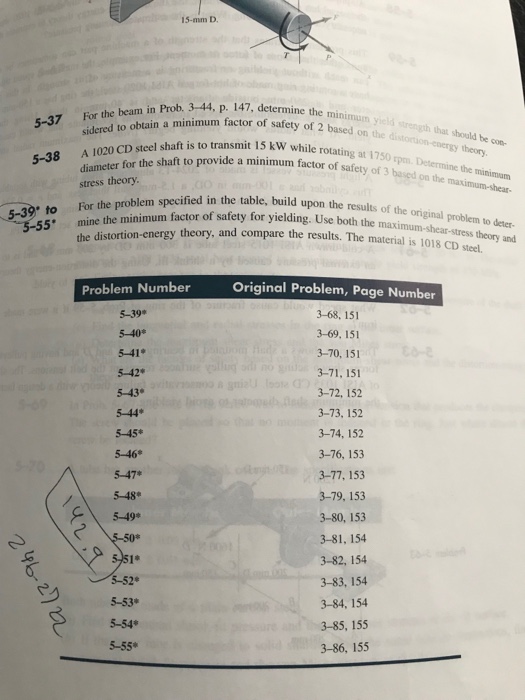 15-mm D.
T
P
5-37 For the beam in Prob. 3-44, p. 147, determine the minimum yield strength that should be con-
sidered to obtain a minimum factor of safety of 2 based on the distortion-energy theory.
5-38 A 1020 CD steel shaft is to transmit 15 kW while rotating at 1750 rpm. Determine the minimum
diameter for the shaft to provide a minimum factor of safety of 3 based on the maximum-shear-
stress theory.
5-39* to For the problem specified in the table, build upon the results of the original problem to deter-
5-55* mine the minimum factor of safety for yielding. Use both the maximum-shear-stress theory and
the distortion-energy theory, and compare the results. The material is 1018 CD steel.
Problem Number Original Problem, Page Number
5-39* 3-68, 151
5-40* 3-69, 151
5-41* 3-70, 151
5-42* 3-71, 151
5-43* 3-72, 152
5-44* 3-73, 152
5-45* 3-74, 152
5-46* 3-76, 153
5-47* 3-77, 153
5-48* 3-79, 153
5-49* 3-80, 153
5-50* 3-81, 154
5-51* 3-82, 154
5-52* 3-83, 154
5-53* 3-84, 154
5-54* 3-85, 155
5-55* 3-86, 155
142.9